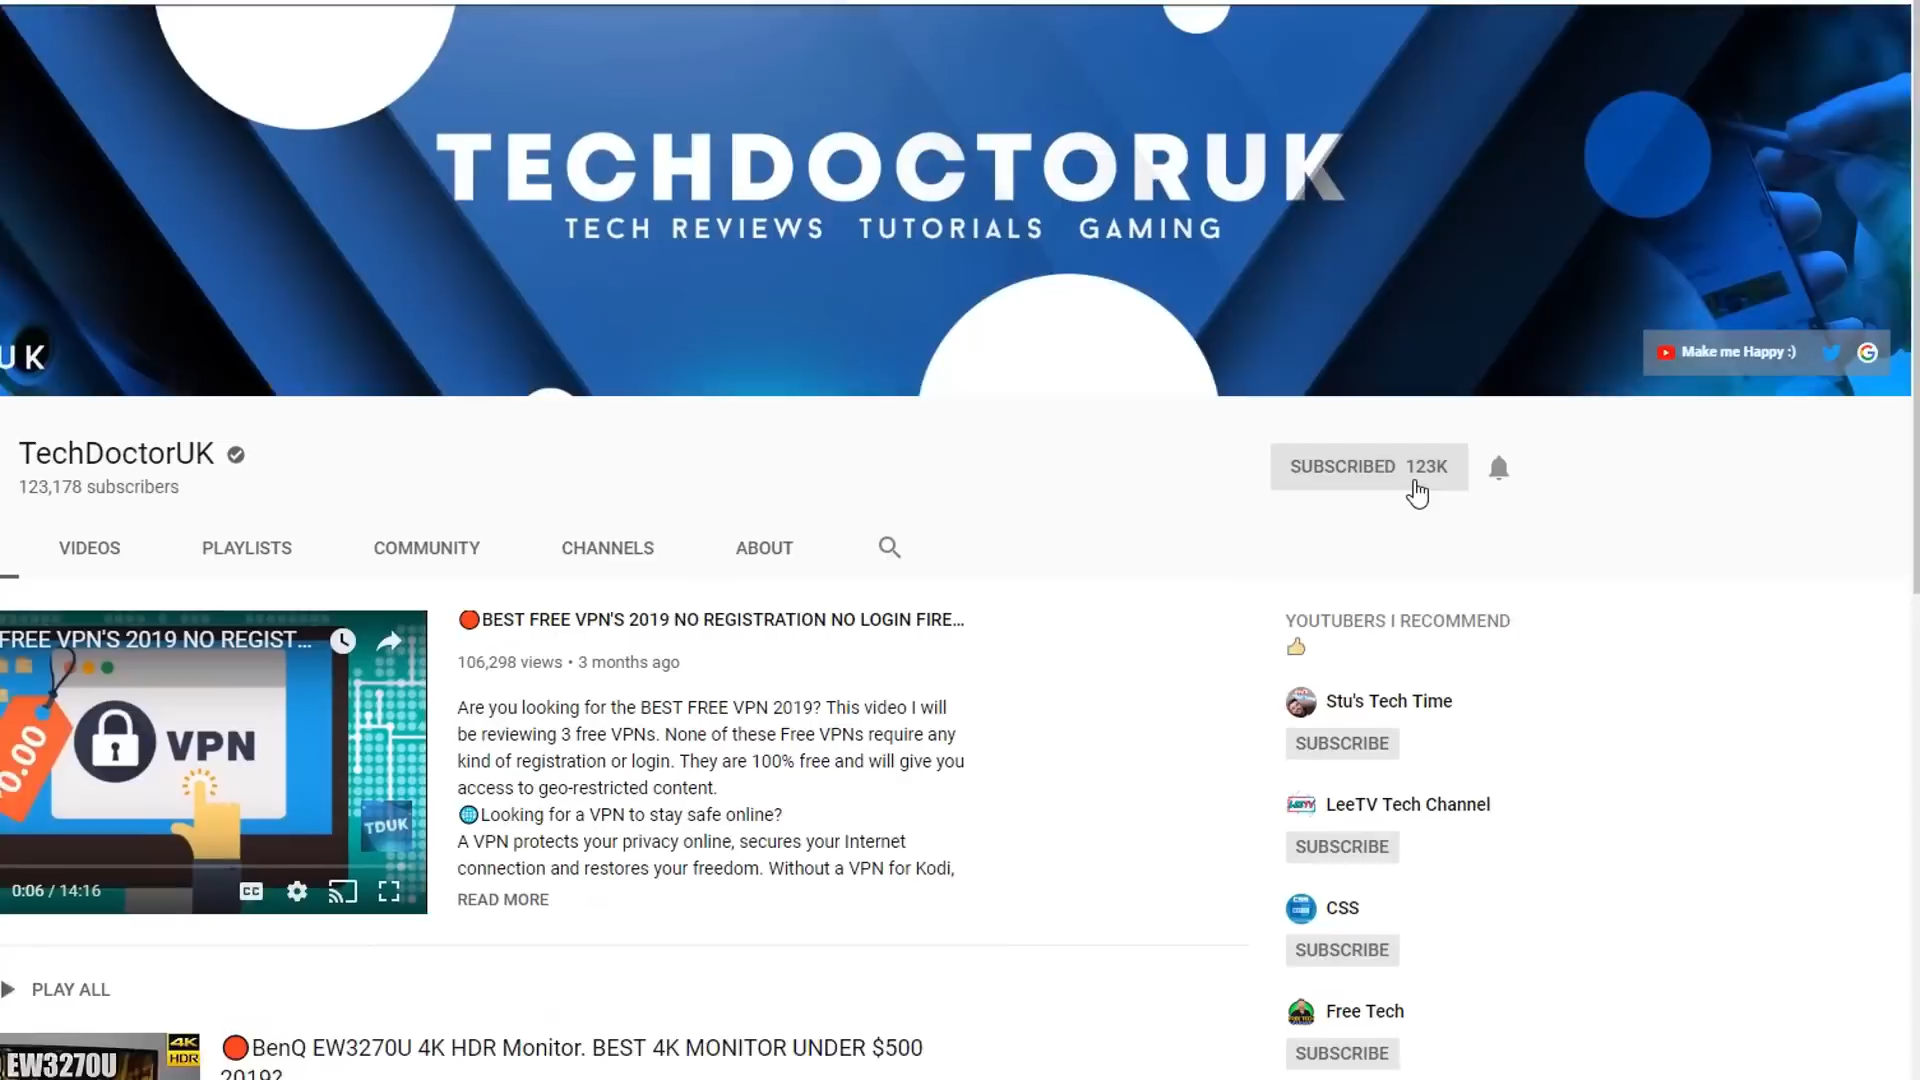 TECHDOCTORUK
TECH REVIEWS TUTORIALS GAMING
UK
Make me Happy :)
TechDoctorUK
123,178 subscribers
SUBSCRIBED 123K
VIDEOS PLAYLISTS COMMUNITY CHANNELS ABOUT
FREE VPN'S 2019 NO REGIST...
0.00
VPN
TDUK
0:06 / 14:16
CC
🔴BEST FREE VPN'S 2019 NO REGISTRATION NO LOGIN FIRE...
106,298 views • 3 months ago
Are you looking for the BEST FREE VPN 2019? This video I will
be reviewing 3 free VPNs. None of these Free VPNs require any
kind of registration or login. They are 100% free and will give you
access to geo-restricted content.
🌐Looking for a VPN to stay safe online?
A VPN protects your privacy online, secures your Internet
connection and restores your freedom. Without a VPN for Kodi,
READ MORE
YOUTUBERS I RECOMMEND
👍
Stu's Tech Time
SUBSCRIBE
LeeTV Tech Channel
SUBSCRIBE
CSS
SUBSCRIBE
Free Tech
SUBSCRIBE
PLAY ALL
EW3270U
4K
HDR
🔴BenQ EW3270U 4K HDR Monitor. BEST 4K MONITOR UNDER $500
2019?